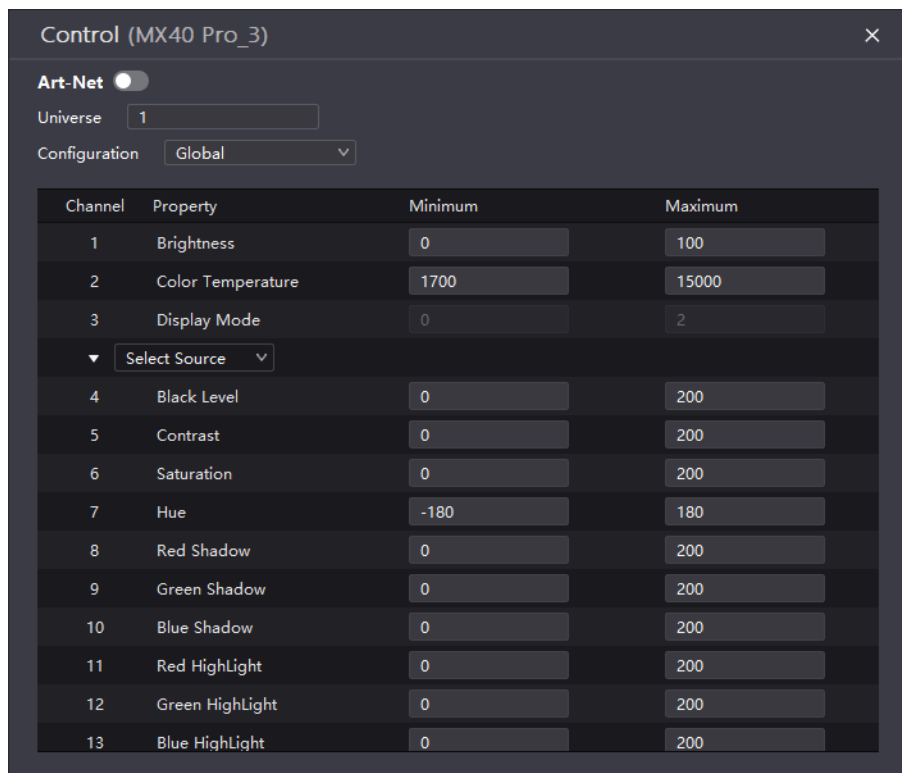 Control (MX40 Pro_3)
Art-Net
Universe 1
Configuration Global
Channel Property Minimum Maximum
1 Brightness 0 100
2 Color Temperature 1700 15000
3 Display Mode 0 2
Select Source
4 Black Level 0 200
5 Contrast 0 200
6 Saturation 0 200
7 Hue -180 180
8 Red Shadow 0 200
9 Green Shadow 0 200
10 Blue Shadow 0 200
11 Red HighLight 0 200
12 Green HighLight 0 200
13 Blue HighLight 0 200